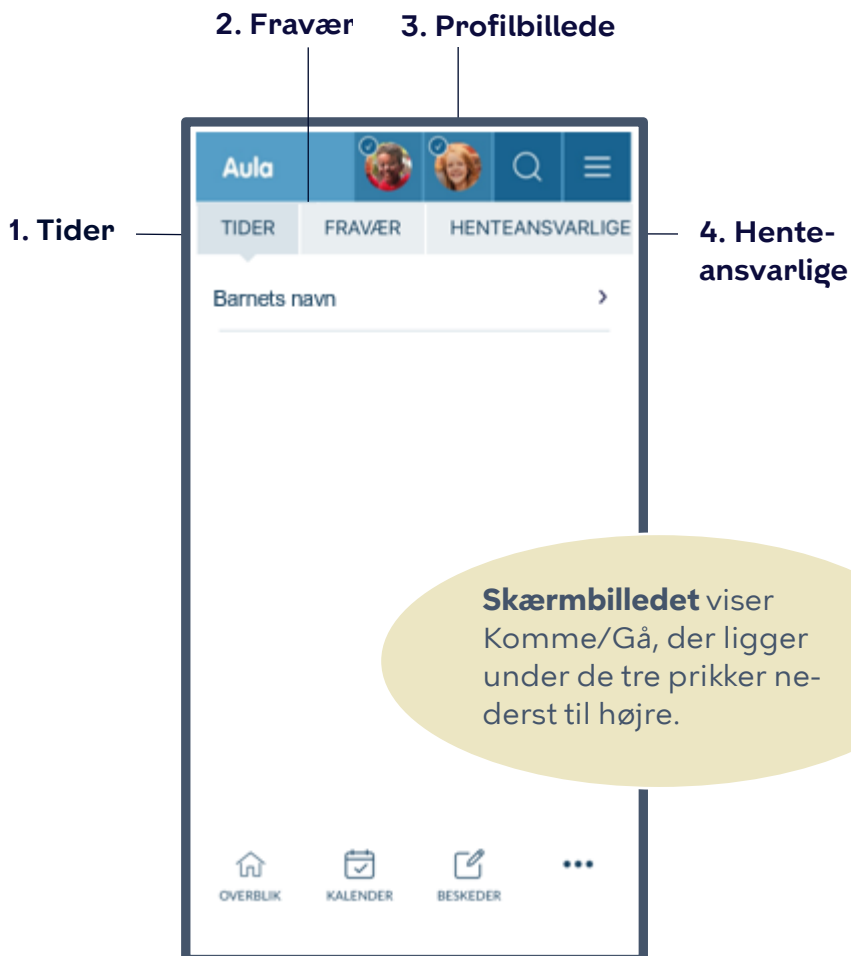 2. Fravær
3. Profilbillede
Aula
1. Tider
TIDER
FRAVÆR
HENTEANSVARLIGE
4. Hente-
ansvarlige
Barnets navn
Skærmbilledet viser
Komme/Gå, der ligger
under de tre prikker ne-
derst til højre.
OVERBLIK
KALENDER
BESKEDER